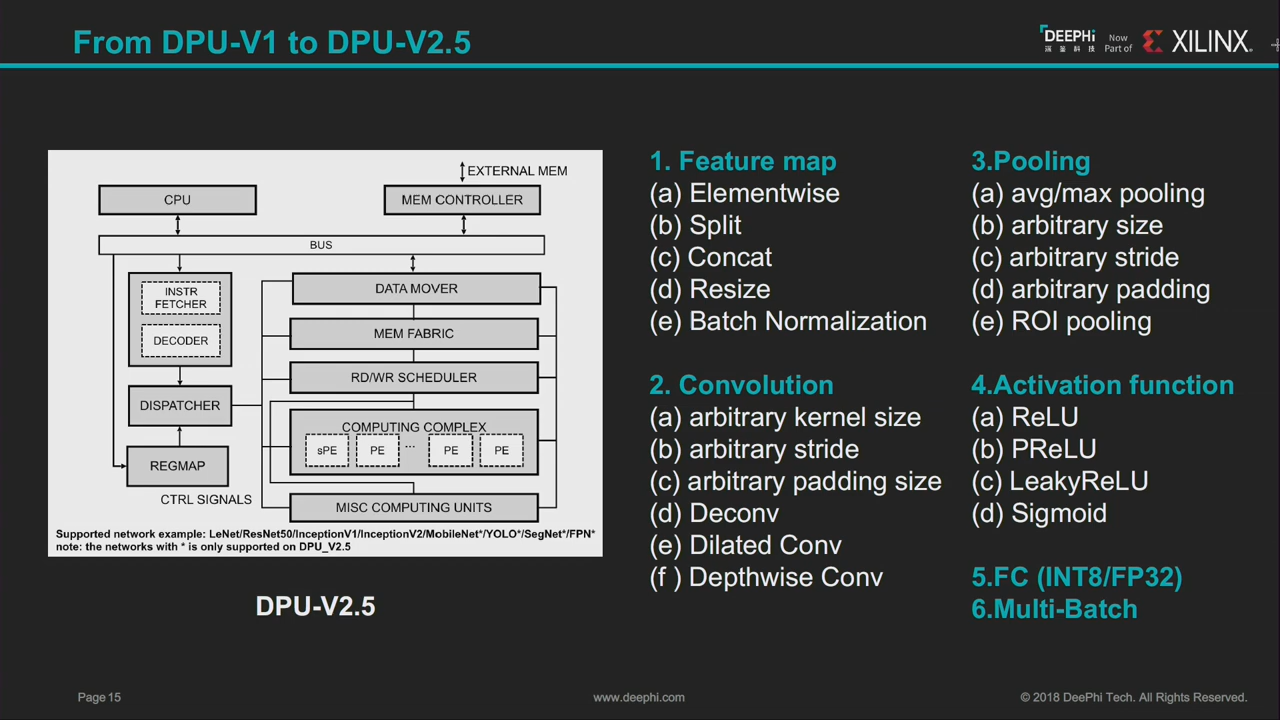 From DPU-V1 to DPU-V2.5
DEEPHi
深鉴科技
Now
Part of
XILINX
EXTERNAL MEM
CPU
MEM CONTROLLER
BUS
INSTR
FETCHER
DECODER
DISPATCHER
REGMAP
CTRL SIGNALS
DATA MOVER
MEM FABRIC
RD/WR SCHEDULER
COMPUTING COMPLEX
sPE PE ... PE PE
MISC COMPUTING UNITS
Supported network example: LeNet/ResNet50/InceptionV1/InceptionV2/MobileNet*/YOLO*/SegNet*/FPN*
note: the networks with * is only supported on DPU_V2.5
DPU-V2.5
1. Feature map
(a) Elementwise
(b) Split
(c) Concat
(d) Resize
(e) Batch Normalization
2. Convolution
(a) arbitrary kernel size
(b) arbitrary stride
(c) arbitrary padding size
(d) Deconv
(e) Dilated Conv
(f ) Depthwise Conv
3.Pooling
(a) avg/max pooling
(b) arbitrary size
(c) arbitrary stride
(d) arbitrary padding
(e) ROI pooling
4.Activation function
(a) ReLU
(b) PReLU
(c) LeakyReLU
(d) Sigmoid
5.FC (INT8/FP32)
6.Multi-Batch
Page 15
www.deephi.com
© 2018 DeePhi Tech. All Rights Reserved.